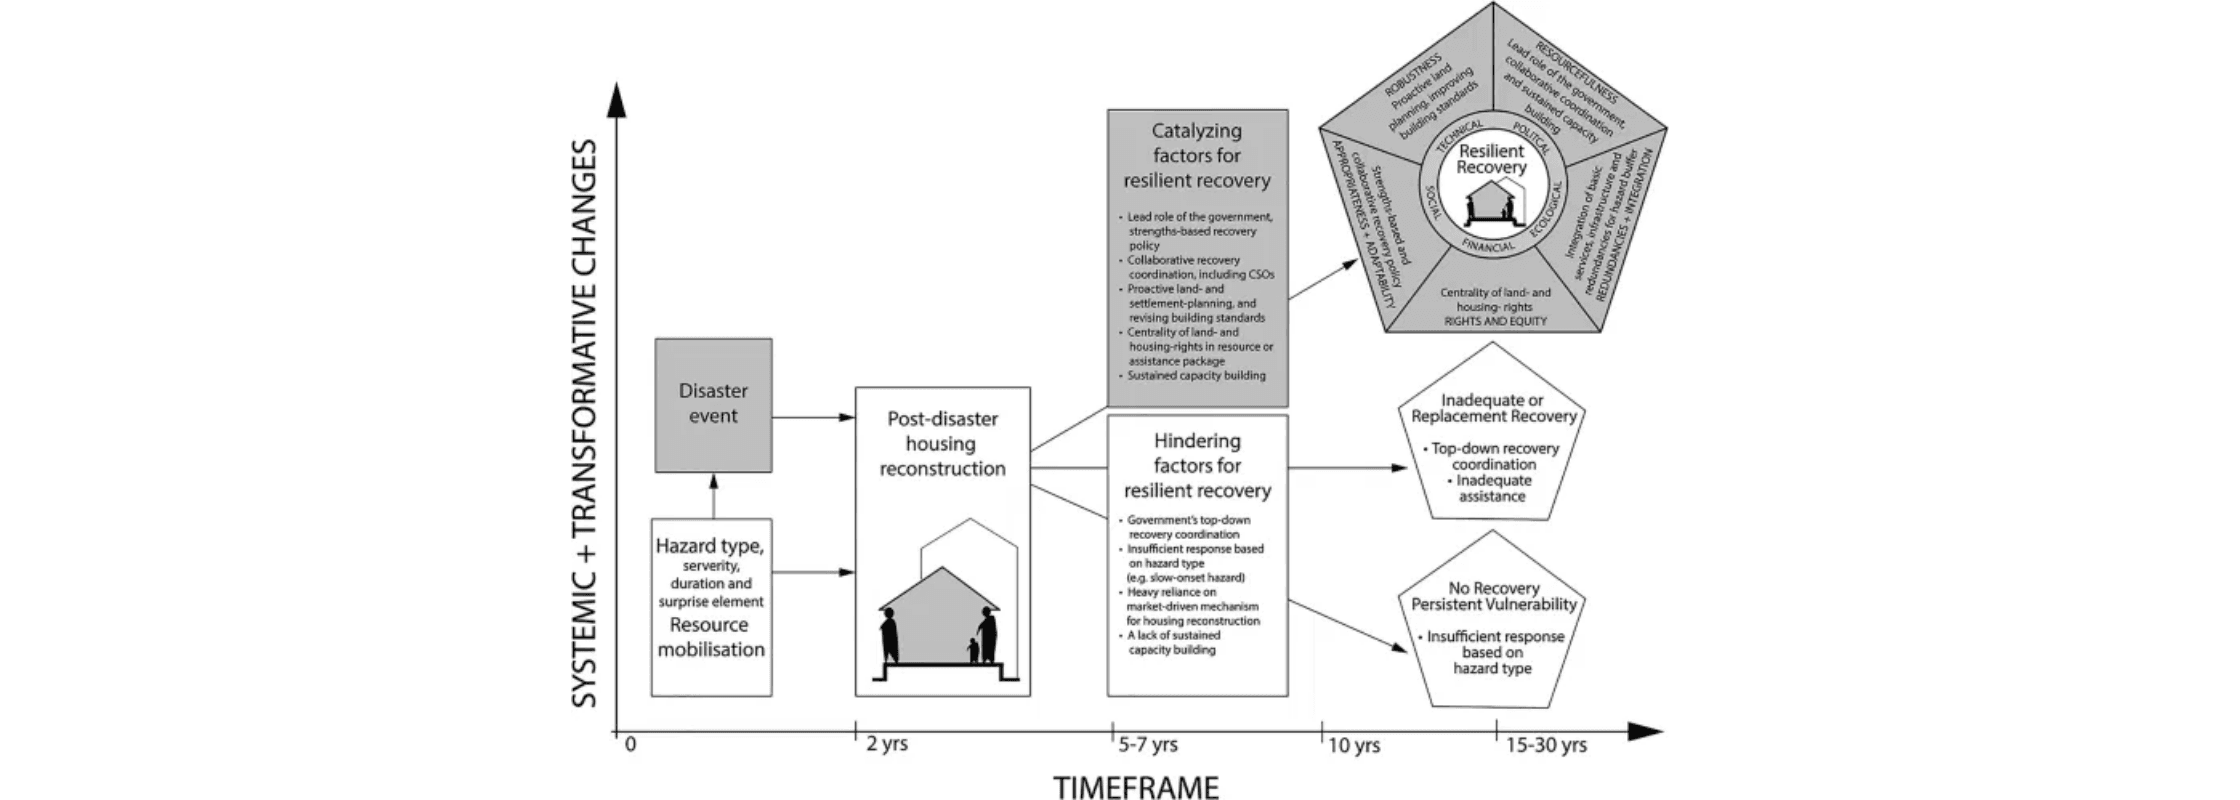 SYSTEMIC + TRANSFORMATIVE CHANGES
Disaster
event
Hazard type,
serverity,
duration and
surprise element
Resource
mobilisation
Post-disaster
housing
reconstruction
Catalyzing
factors for
resilient recovery
• Lead role of the government,
strengths-based recovery
policy
• Collaborative recovery
coordination, including CSOs
• Proactive land- and
settlement-planning, and
revising building standards
• Centrality of land- and
housing-rights in resource or
assistance package
• Sustained capacity building
Hindering
factors for
resilient recovery
• Government's top-down
recovery coordination
• Insufficient response based
on hazard type
(e.g. slow-onset hazard)
• Heavy reliance on
market-driven mechanism
for housing reconstruction
• A lack of sustained
capacity building
ROBUSTNESS
Proactive land
planning, improving
building standards
RESOURCEFULNESS
Lead role of the government,
collaborative coordination
and sustained capacity
building
TECHNICAL
POLITCAL
ECOLOGICAL
FINANCIAL
SOCIAL
Resilient
Recovery
Strengths-based and
collaborative recovery policy
APPROPRIATENESS + ADAPTABILITY
Integration of basic
services, infrastructure and
redundancies for hazard buffer
REDUNDANCIES + INTEGRATION
Centrality of land- and
housing- rights
RIGHTS AND EQUITY
Inadequate or
Replacement Recovery
• Top-down recovery
coordination
• Inadequate
assistance
No Recovery
Persistent Vulnerability
• Insufficient response
based on
hazard type
0
2 yrs
5-7 yrs
10 yrs
15-30 yrs
TIMEFRAME